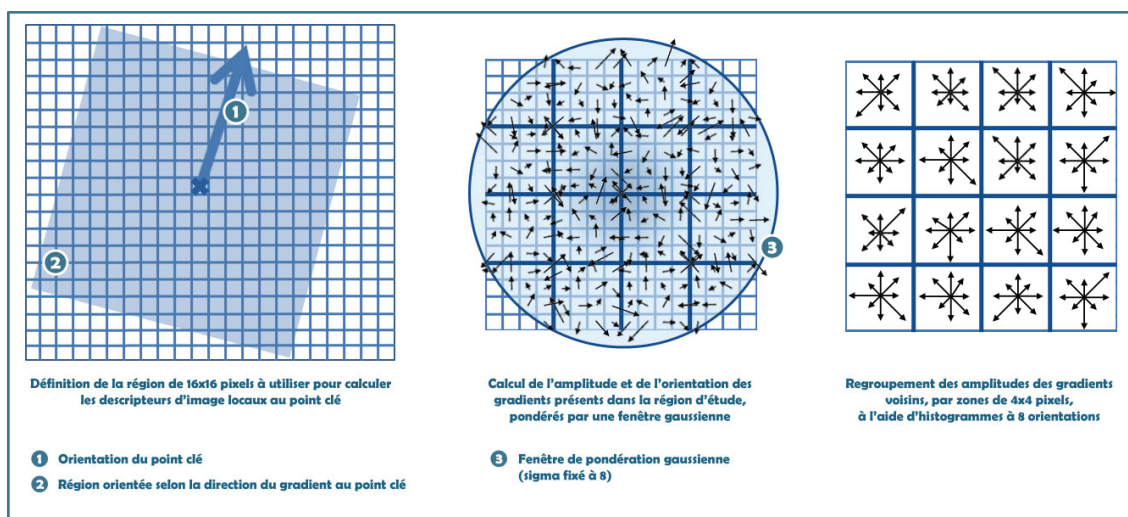 1
2
3
Définition de la région de 16x16 pixels à utiliser pour calculer
les descripteurs d'image locaux au point clé
1 Orientation du point clé
2 Région orientée selon la direction du gradient au point clé
Calcul de l'amplitude et de l'orientation des
gradients présents dans la région d'étude,
pondérés par une fenêtre gaussienne
3 Fenêtre de pondération gaussienne
(sigma fixé à 8)
Regroupement des amplitudes des gradients
voisins, par zones de 4x4 pixels,
à l'aide d'histogrammes à 8 orientations